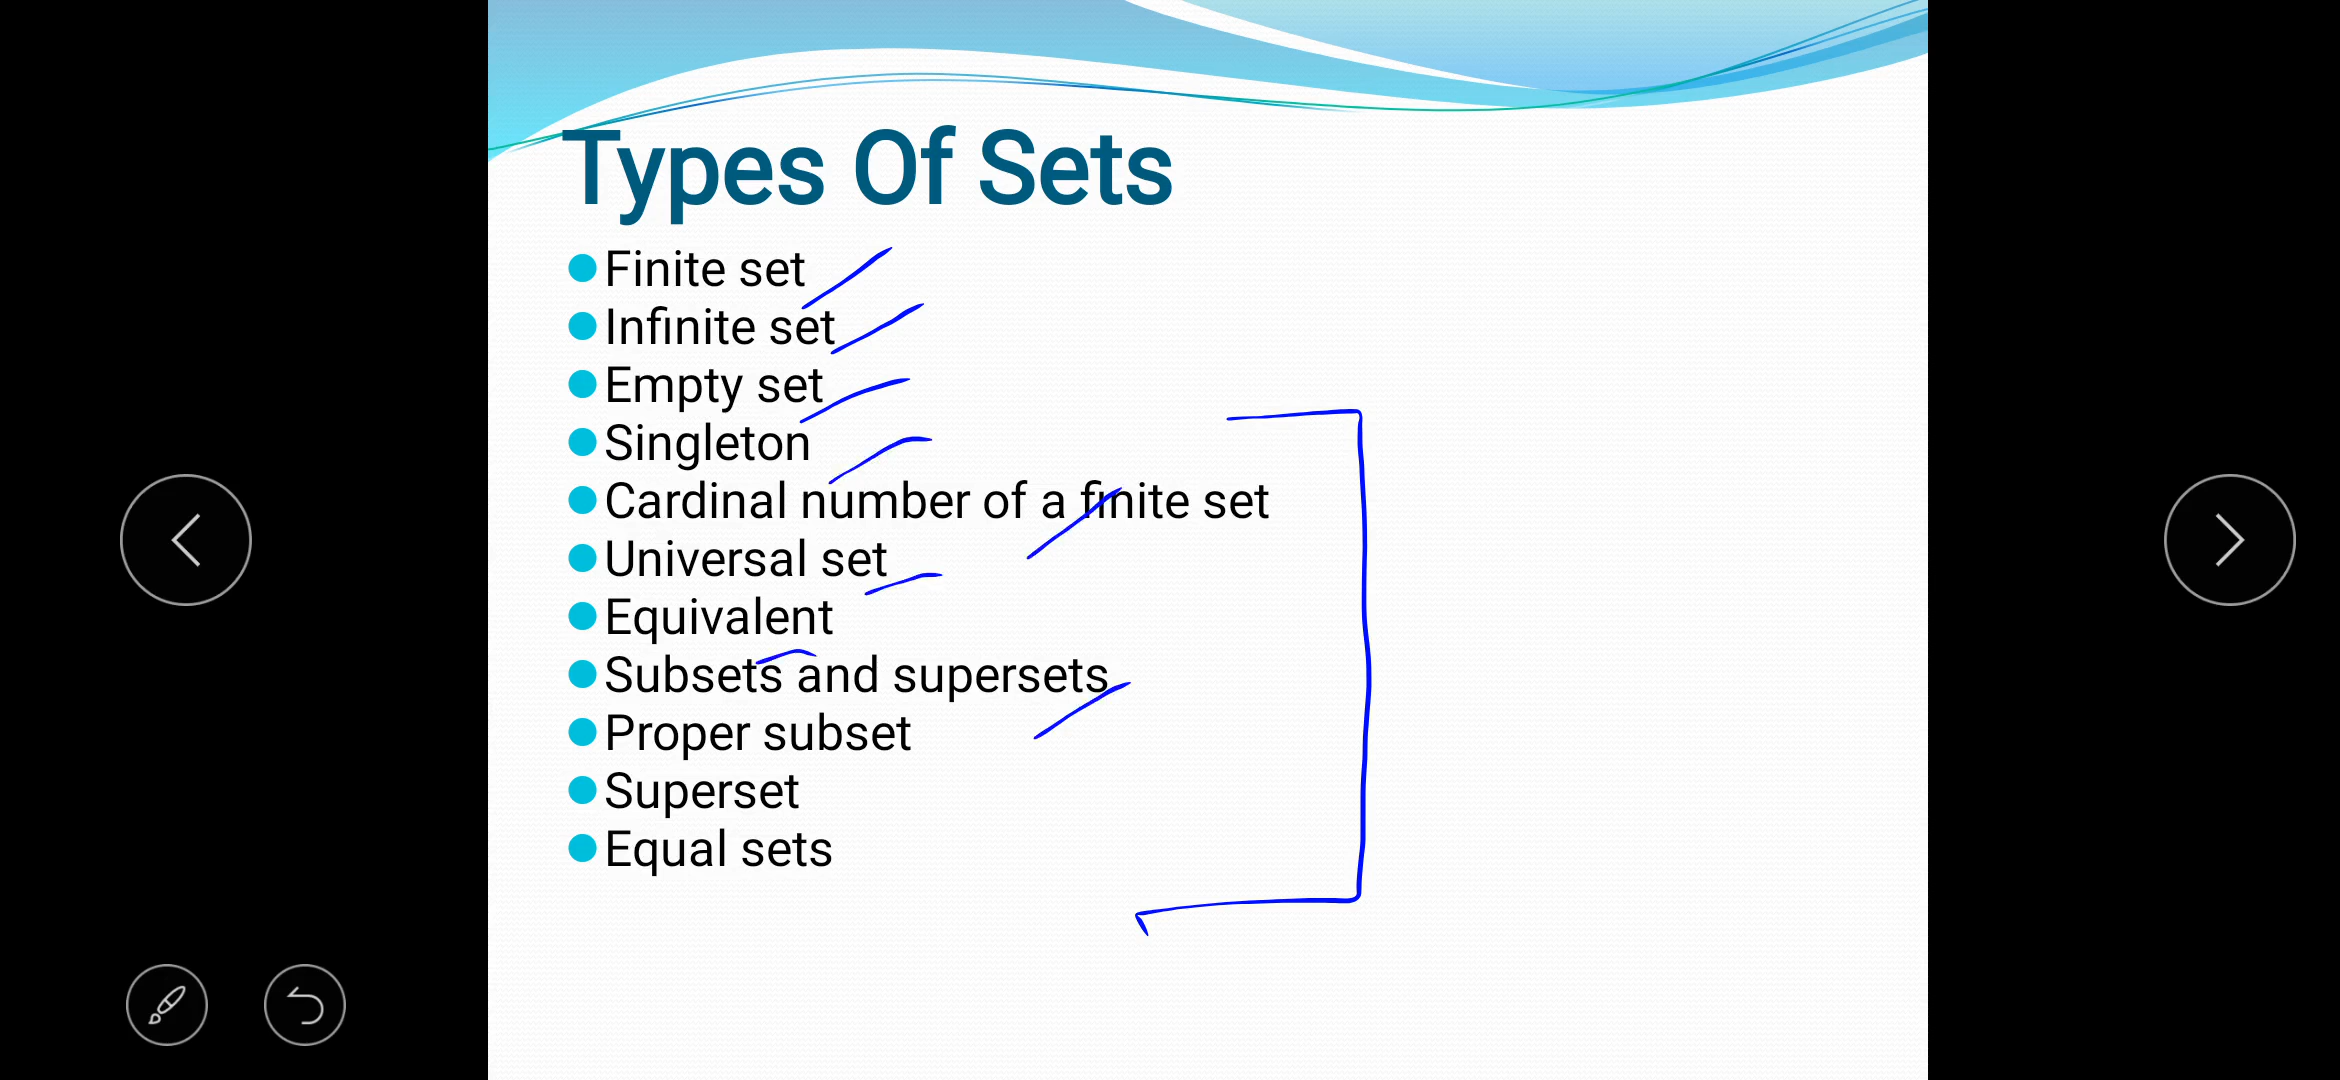 Types Of Sets
Finite set
Infinite set
Empty set
Singleton
Cardinal number of a finite set
Universal set
Equivalent
Subsets and supersets
Proper subset
Superset
Equal sets